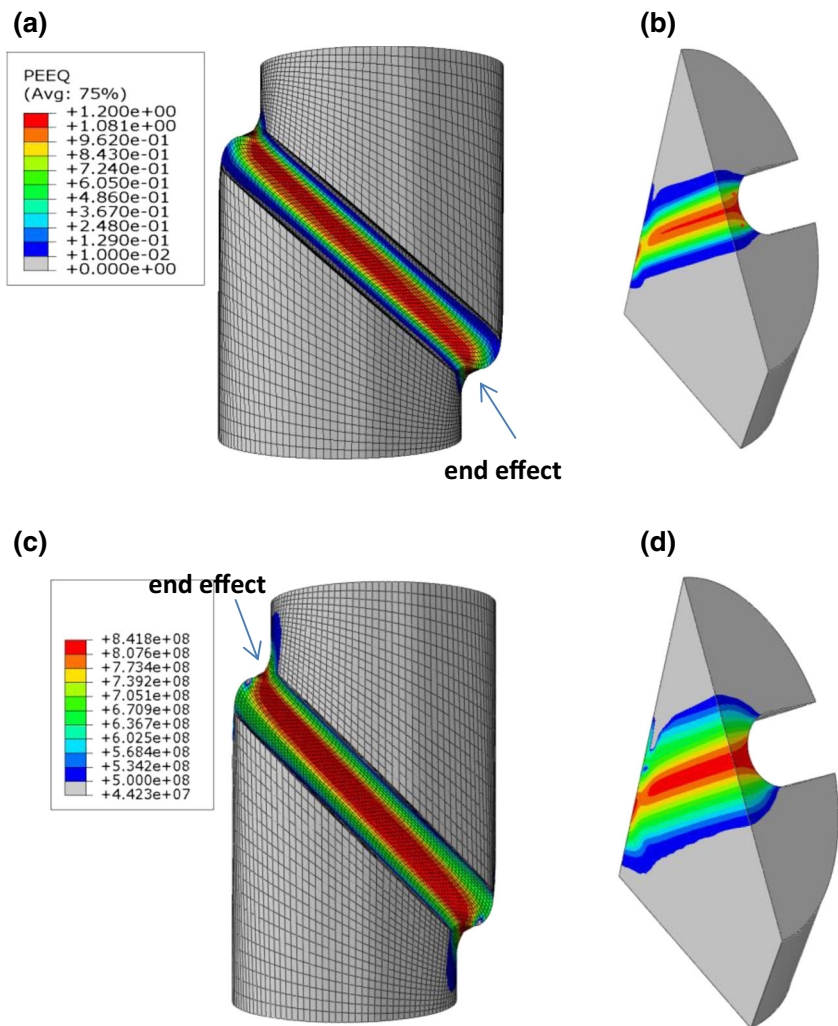 (a)
(b)
PEEQ
(Avg: 75%)
+1.200e+00
+1.081e+00
+9.620e-01
+8.430e-01
+7.240e-01
+6.050e-01
+4.860e-01
+3.670e-01
+2.480e-01
+1.290e-01
+1.000e-02
+0.000e+00
end effect
(c)
(d)
end effect
+8.418e+08
+8.076e+08
+7.734e+08
+7.392e+08
+7.051e+08
+6.709e+08
+6.367e+08
+6.025e+08
+5.684e+08
+5.342e+08
+5.000e+08
+4.423e+07